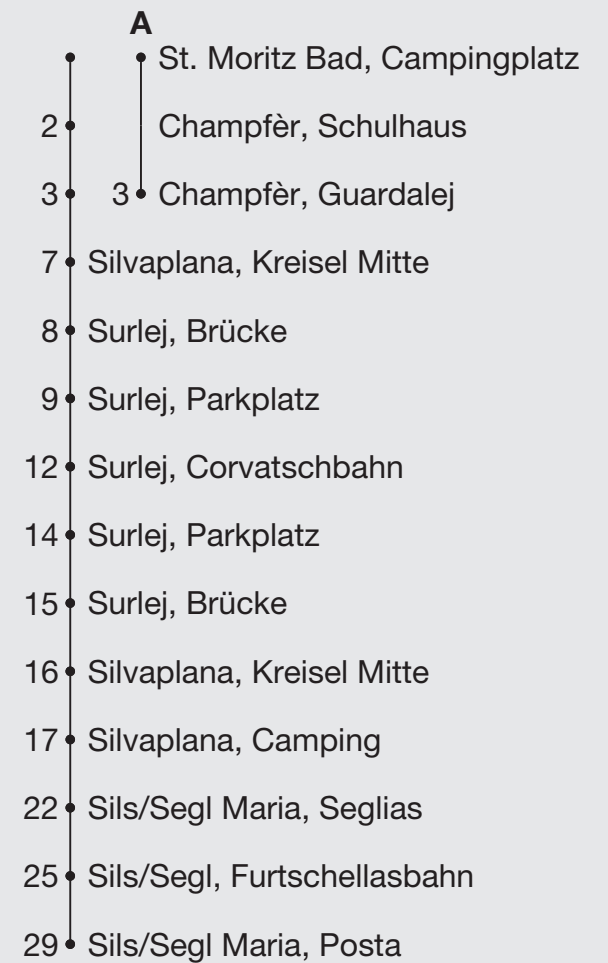 A
St. Moritz Bad, Campingplatz
2 Champfèr, Schulhaus
3 3 Champfèr, Guardalej
7 Silvaplana, Kreisel Mitte
8 Surlej, Brücke
9 Surlej, Parkplatz
12 Surlej, Corvatschbahn
14 Surlej, Parkplatz
15 Surlej, Brücke
16 Silvaplana, Kreisel Mitte
17 Silvaplana, Camping
22 Sils/Segl Maria, Seglias
25 Sils/Segl, Furtschellasbahn
29 Sils/Segl Maria, Posta